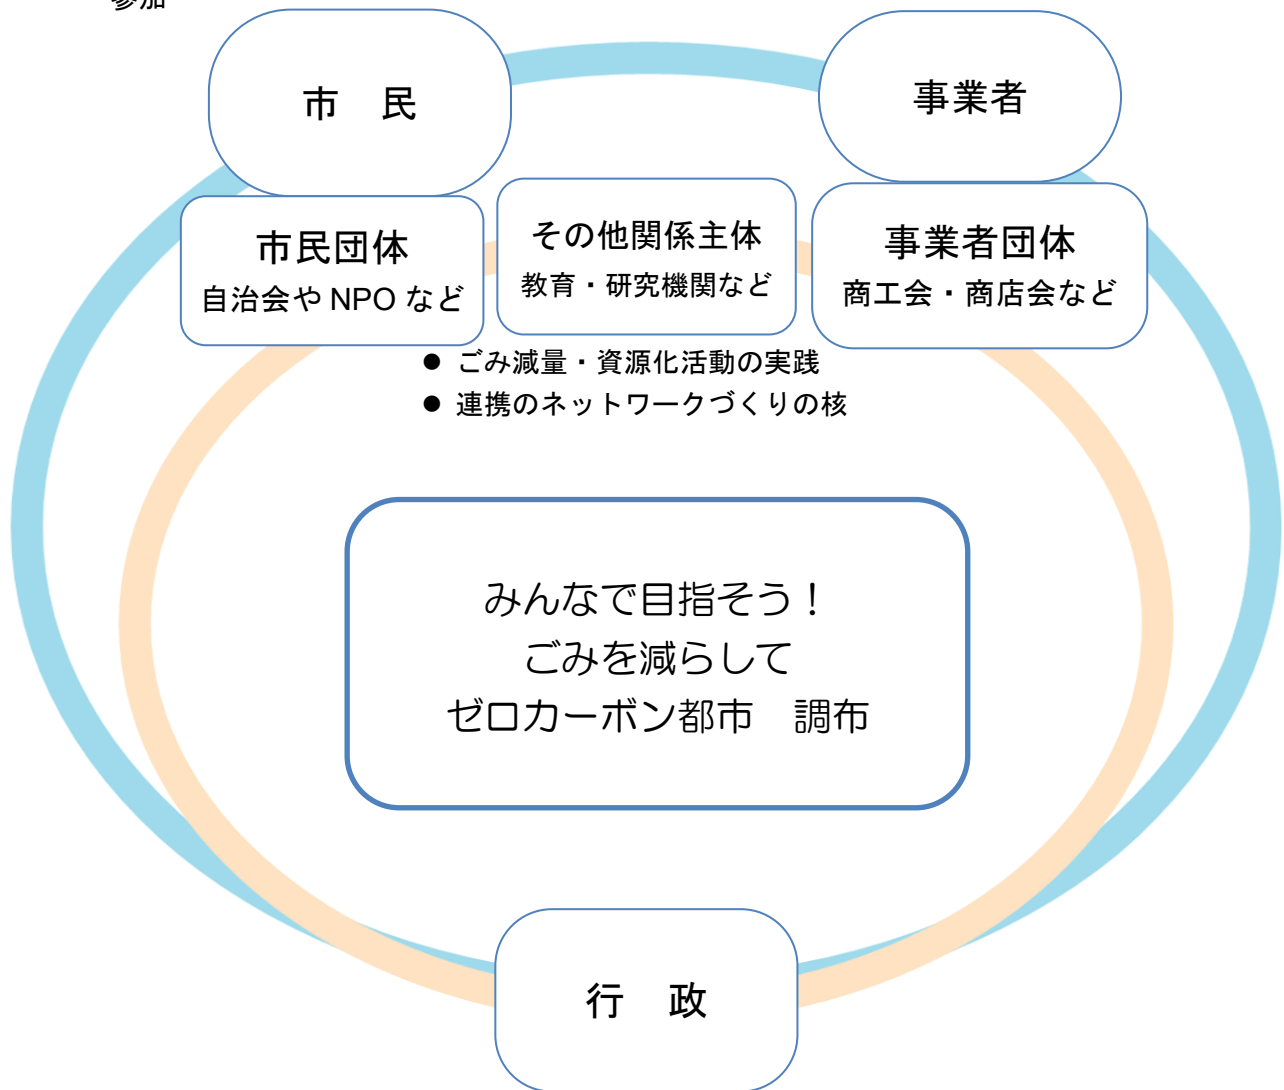 参加
市　民
事業者
市民団体
自治会や NPO など
その他関係主体
教育・研究機関など
事業者団体
商工会・商店会など
● ごみ減量・資源化活動の実践
● 連携のネットワークづくりの核
みんなで目指そう！
ごみを減らして
ゼロカーボン都市　調布
行　政